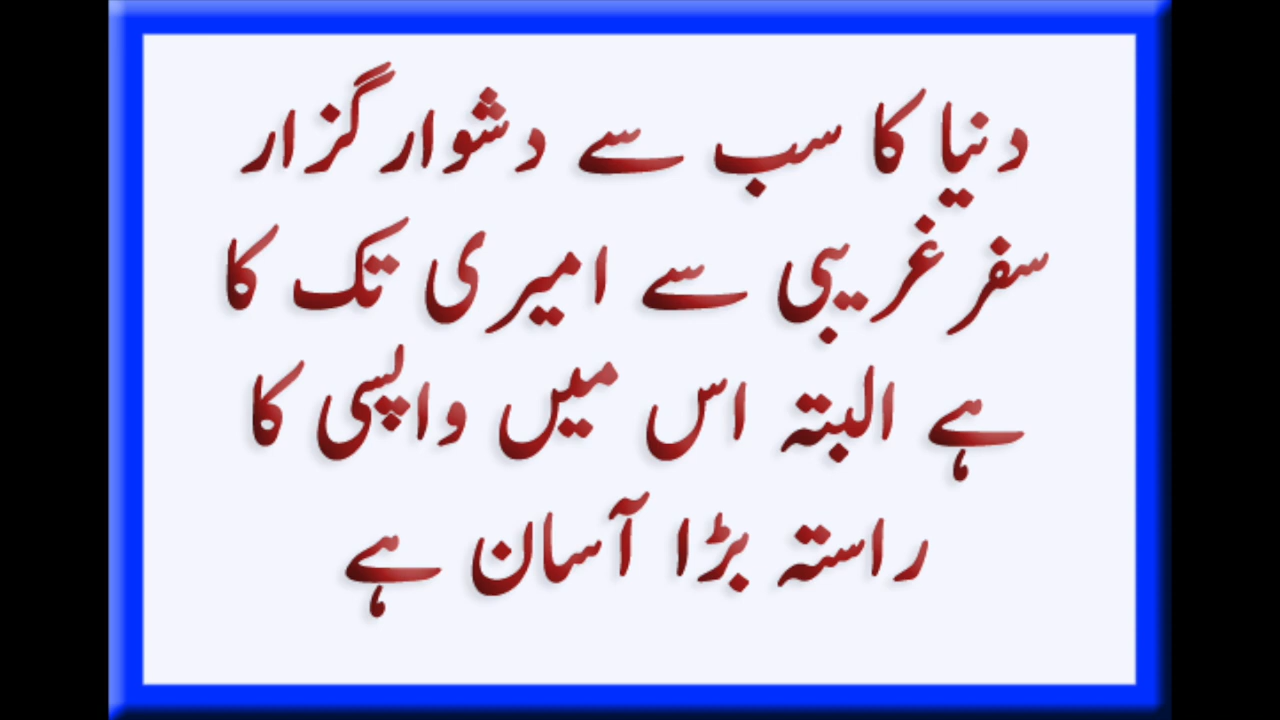 دنیا کا سب سے دشوار گزار
سفر غریبی سے امیری تک کا
ہے البتہ اس میں واپسی کا
راستہ بڑا آسان ہے